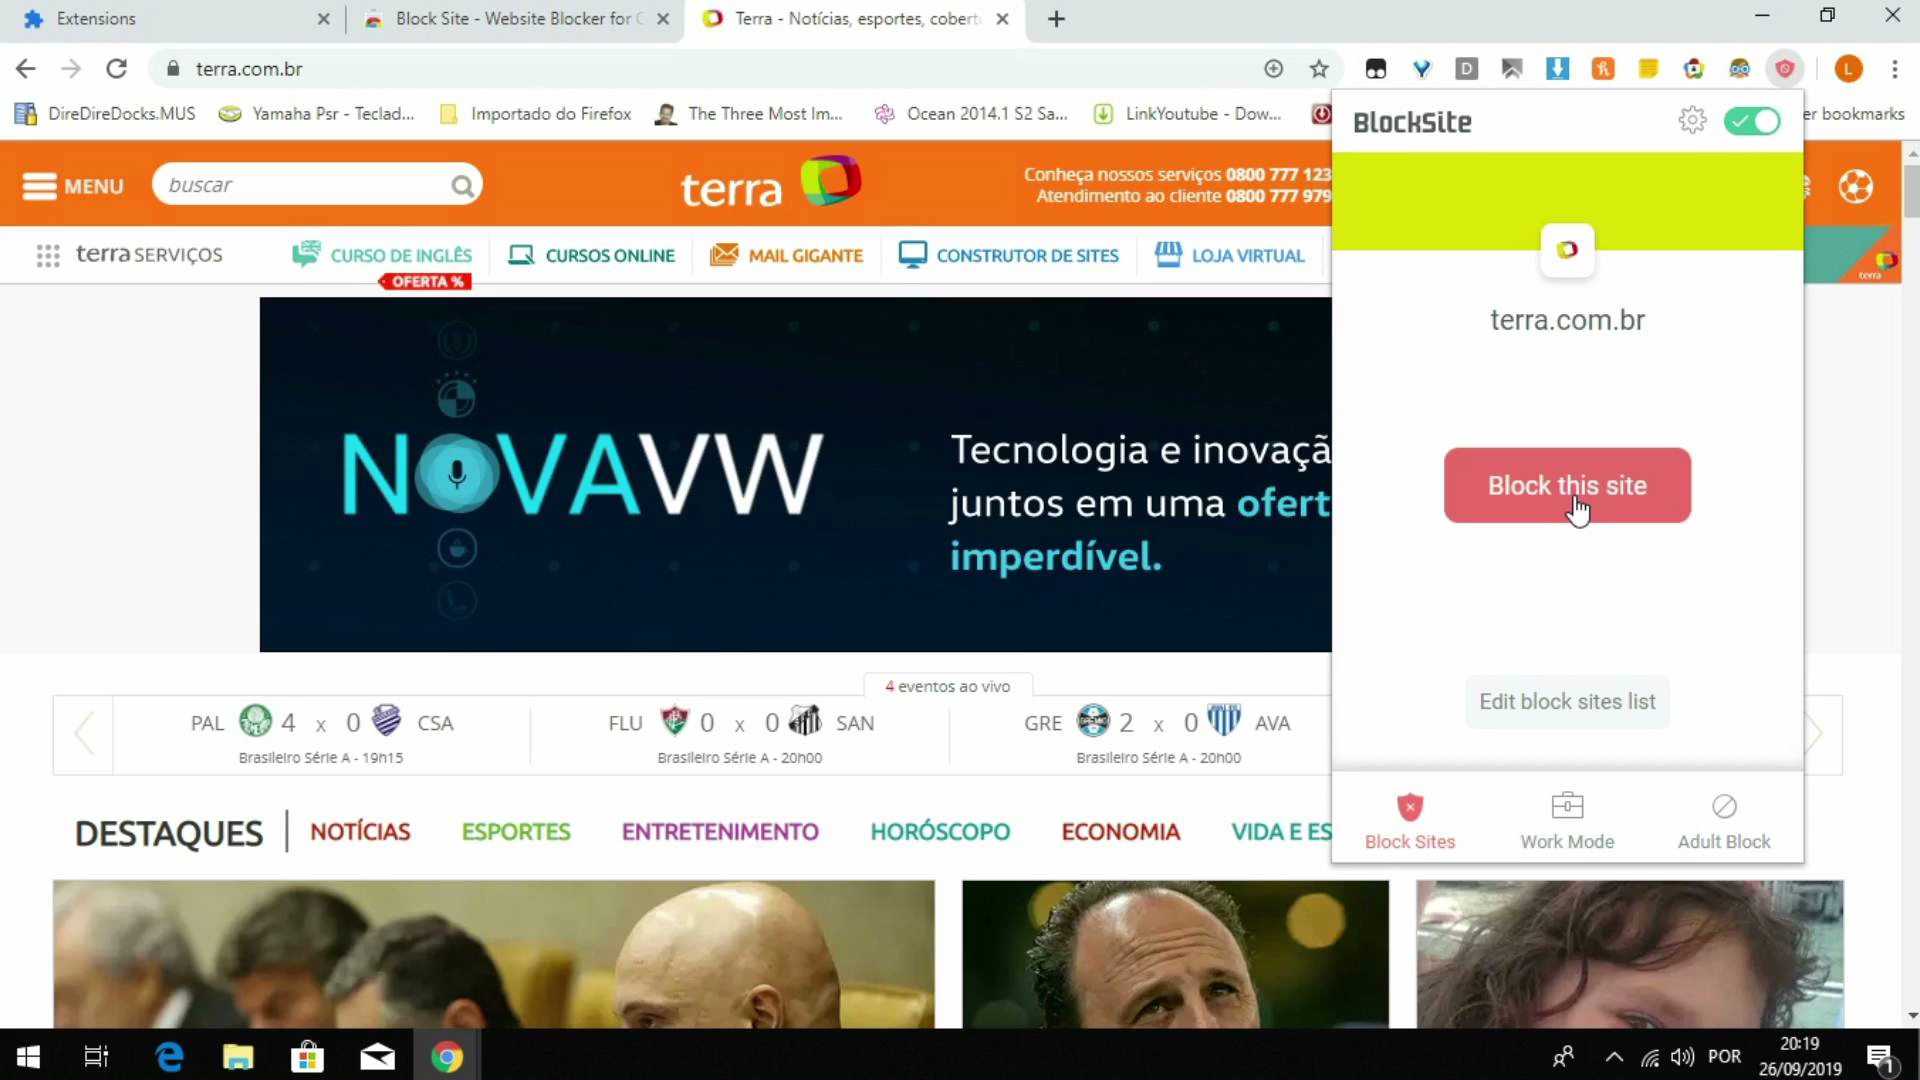 Extensions
Block Site - Website Blocker for C
Terra - Notícias, esportes, cobertu
terra.com.br
L
DireDireDocks.MUS
Yamaha Psr - Teclad...
Importado do Firefox
The Three Most Im...
Ocean 2014.1 S2 Sa...
LinkYoutube - Dow...
er bookmarks
BlockSite
MENU
buscar
terra
Conheça nossos serviços 0800 777 123
Atendimento ao cliente 0800 777 979
terra SERVIÇOS
CURSO DE INGLÊS
OFERTA %
CURSOS ONLINE
MAIL GIGANTE
CONSTRUTOR DE SITES
LOJA VIRTUAL
terra
terra.com.br
NOVAVW
Tecnologia e inovaçã
juntos em uma ofert
imperdível.
Block this site
Edit block sites list
4 eventos ao vivo
PAL 4 x 0 CSA
Brasileiro Série A - 19h15
FLU 0 x 0 SAN
Brasileiro Série A - 20h00
GRE 2 x 0 AVA
Brasileiro Série A - 20h00
Block Sites
Work Mode
Adult Block
DESTAQUES
NOTÍCIAS
ESPORTES
ENTRETENIMENTO
HORÓSCOPO
ECONOMIA
VIDA E ES
POR
20:19
26/09/2019
1